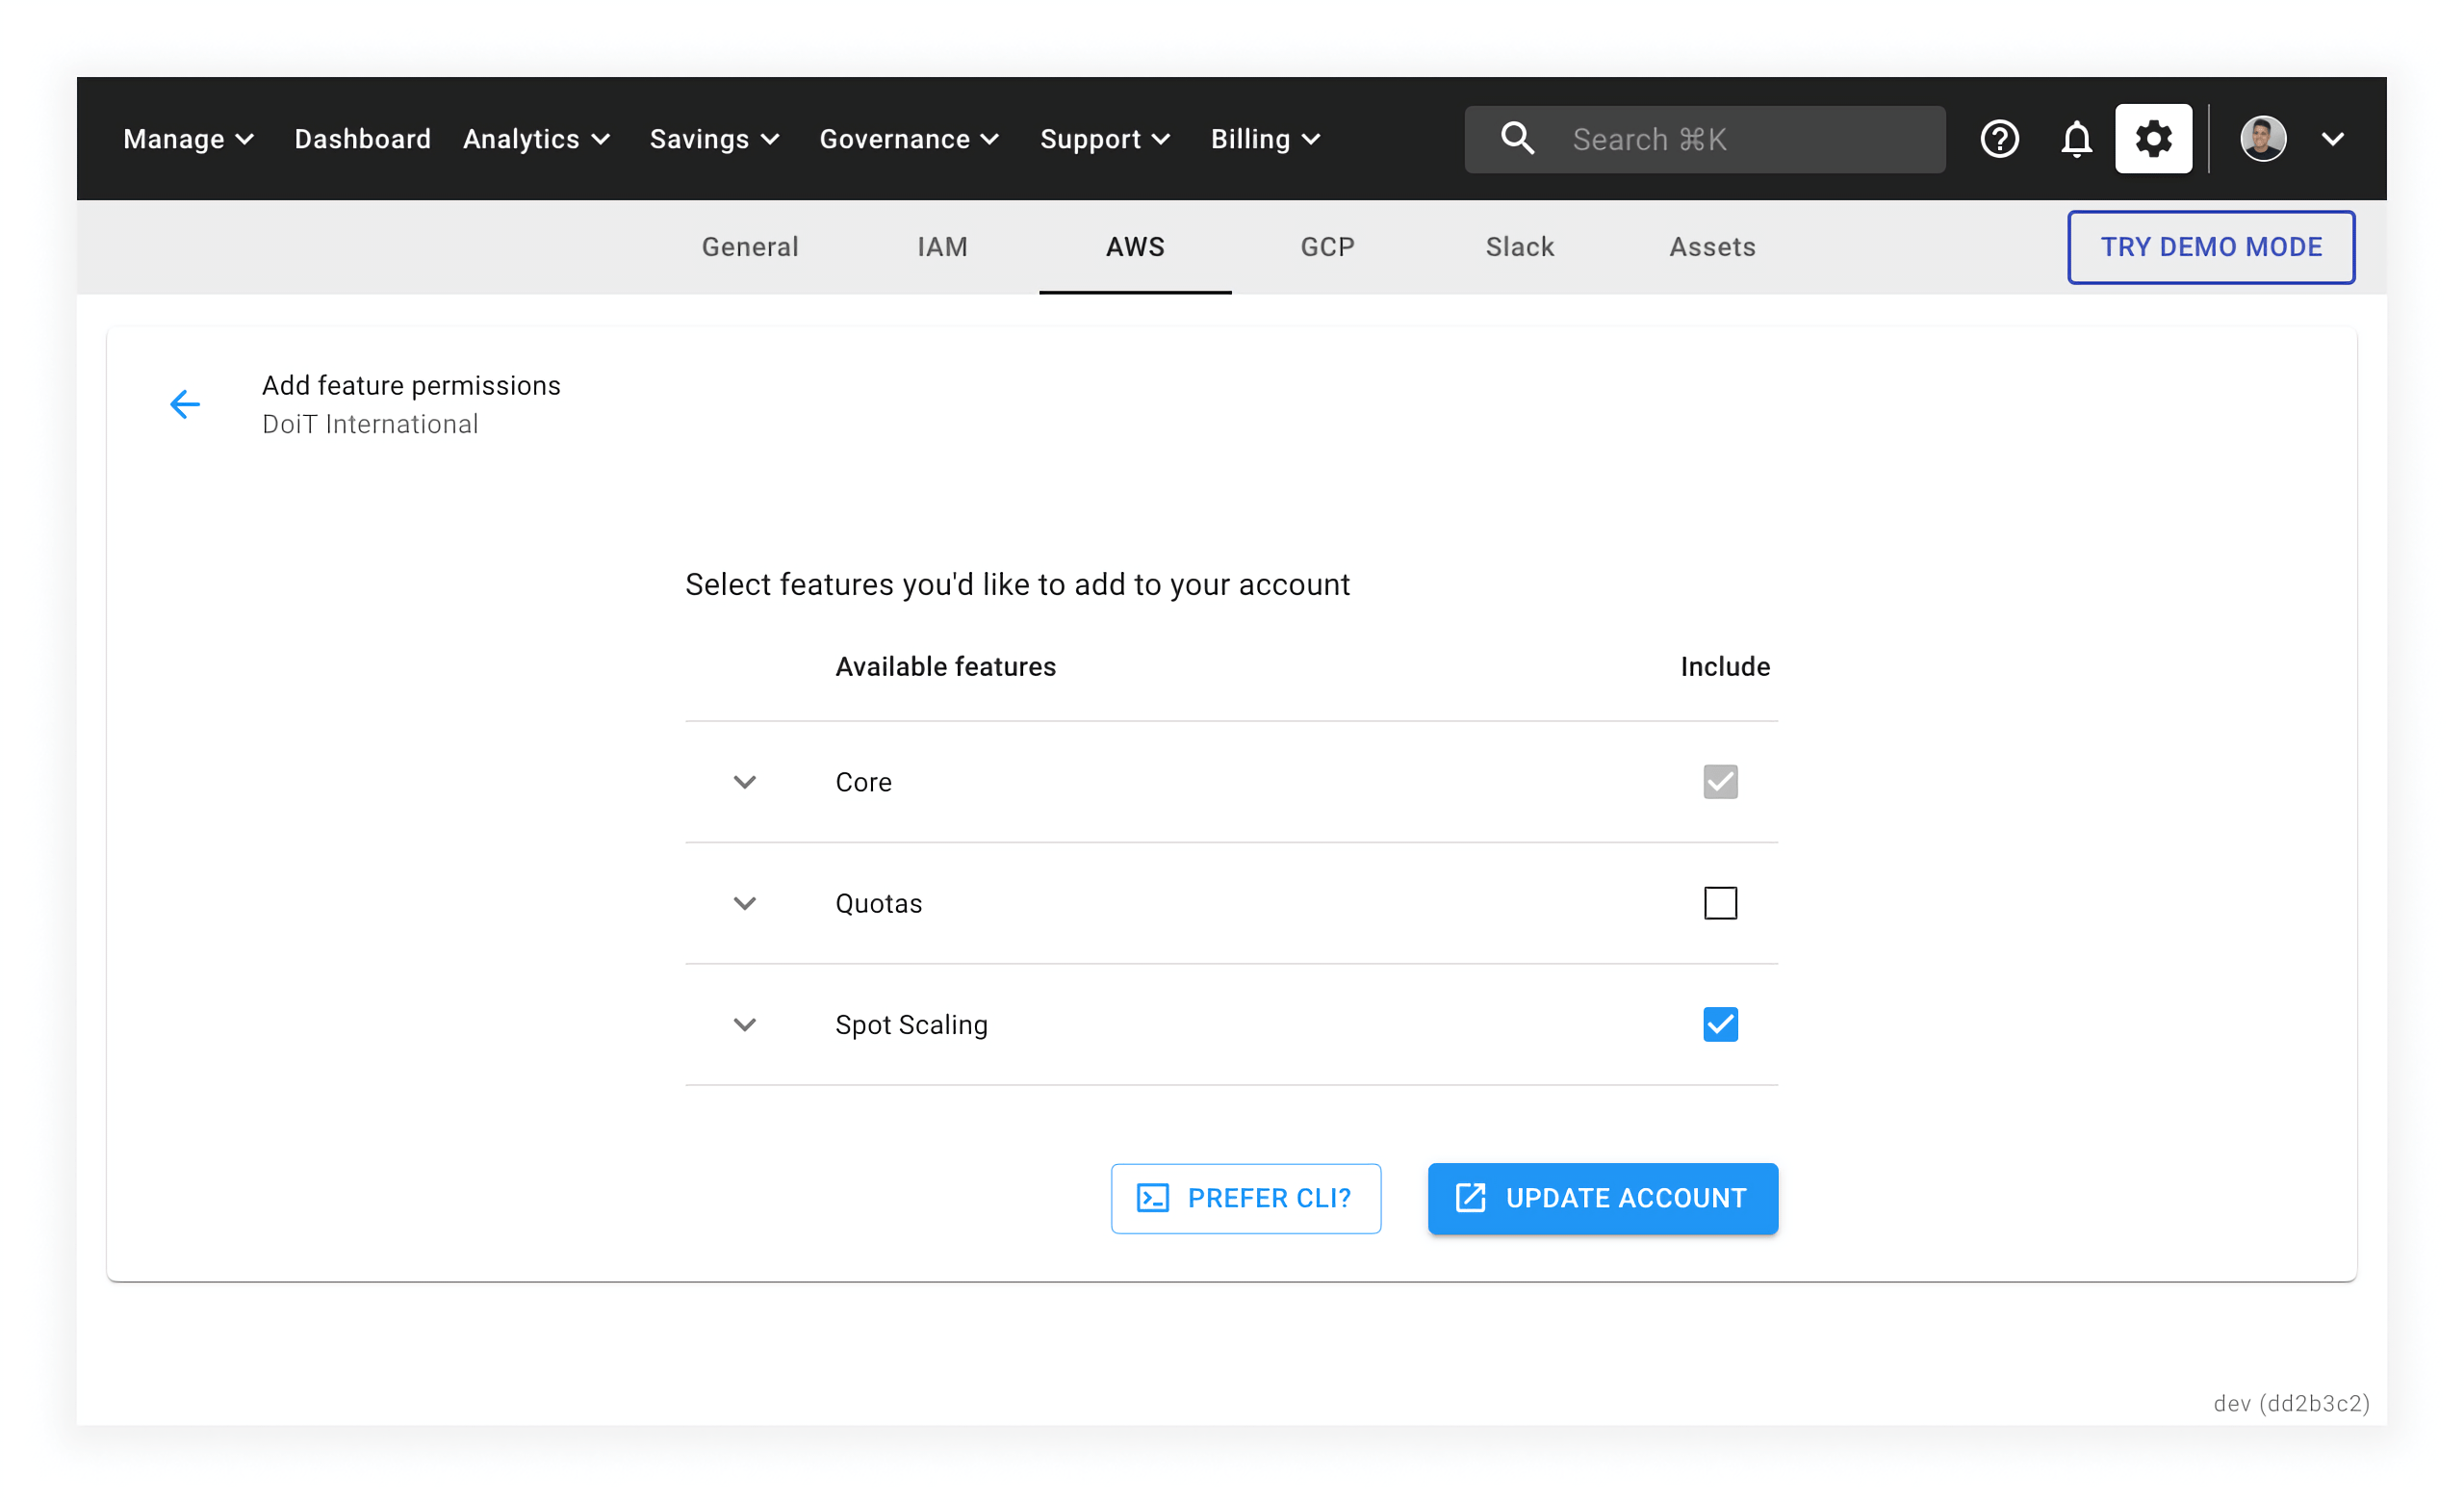 Manage Dashboard Analytics Savings Governance Support Billing Search ⌘K
General IAM AWS GCP Slack Assets TRY DEMO MODE
Add feature permissions
DoiT International
Select features you'd like to add to your account
Available features Include
Core
Quotas
Spot Scaling
PREFER CLI? UPDATE ACCOUNT
dev (dd2b3c2)